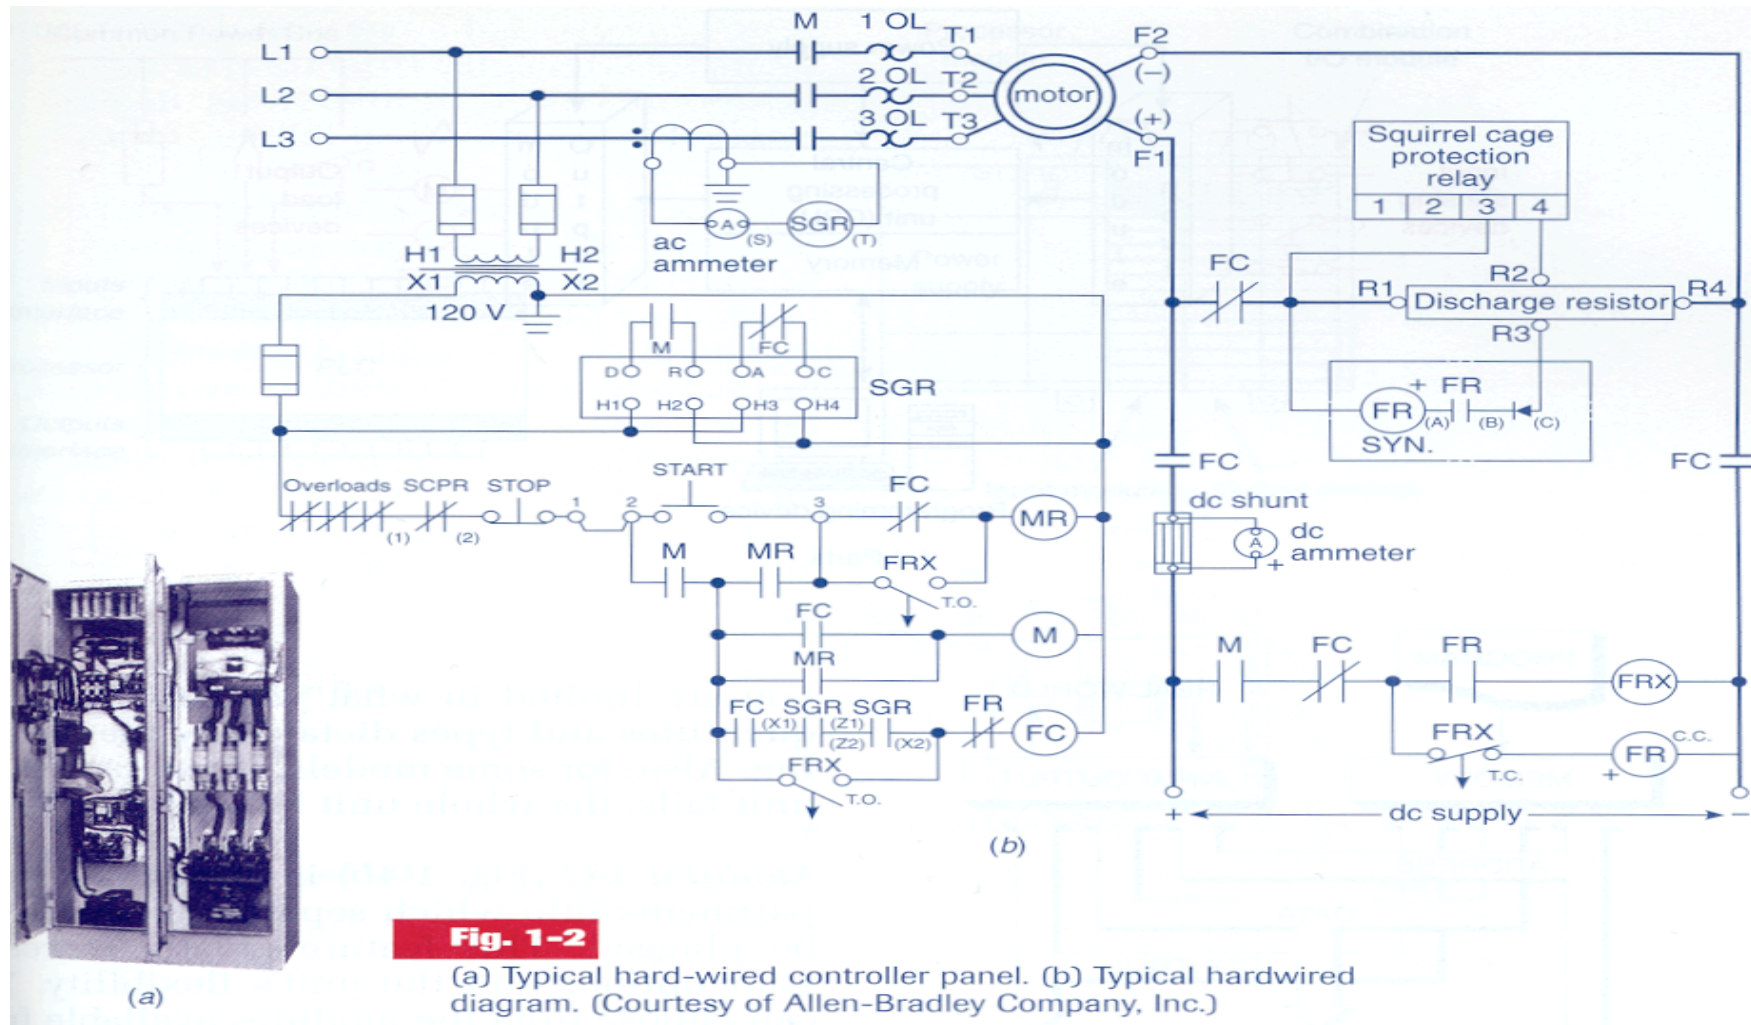 M 1 OL
L1 T1 F2
(−)
L2 2 OL T2 motor
(+)
L3 3 OL T3
F1
Squirrel cage
protection
relay
1 2 3 4
A (S) SGR (T)
ac
ammeter
H1 H2
X1 X2
120 V
FC
R2
R1 Discharge resistor R4
R3
M FC
D R A C
SGR
H1 H2 H3 H4
+ FR
FR (A) (B) (C)
SYN.
FC FC
START
Overloads SCPR STOP 1 2 3 FC MR
(1) (2)
dc shunt
A dc
ammeter
+
M MR FRX
T.O.
FC M
MR
FC (X1) SGR (Z1) SGR FR FC
(Z2) (X2)
FRX
T.O.
M FC FR FRX
FRX FR C.C.
T.C. +
+ dc supply −
(b)
(a)
Fig. 1-2
(a) Typical hard-wired controller panel. (b) Typical hardwired
diagram. (Courtesy of Allen-Bradley Company, Inc.)